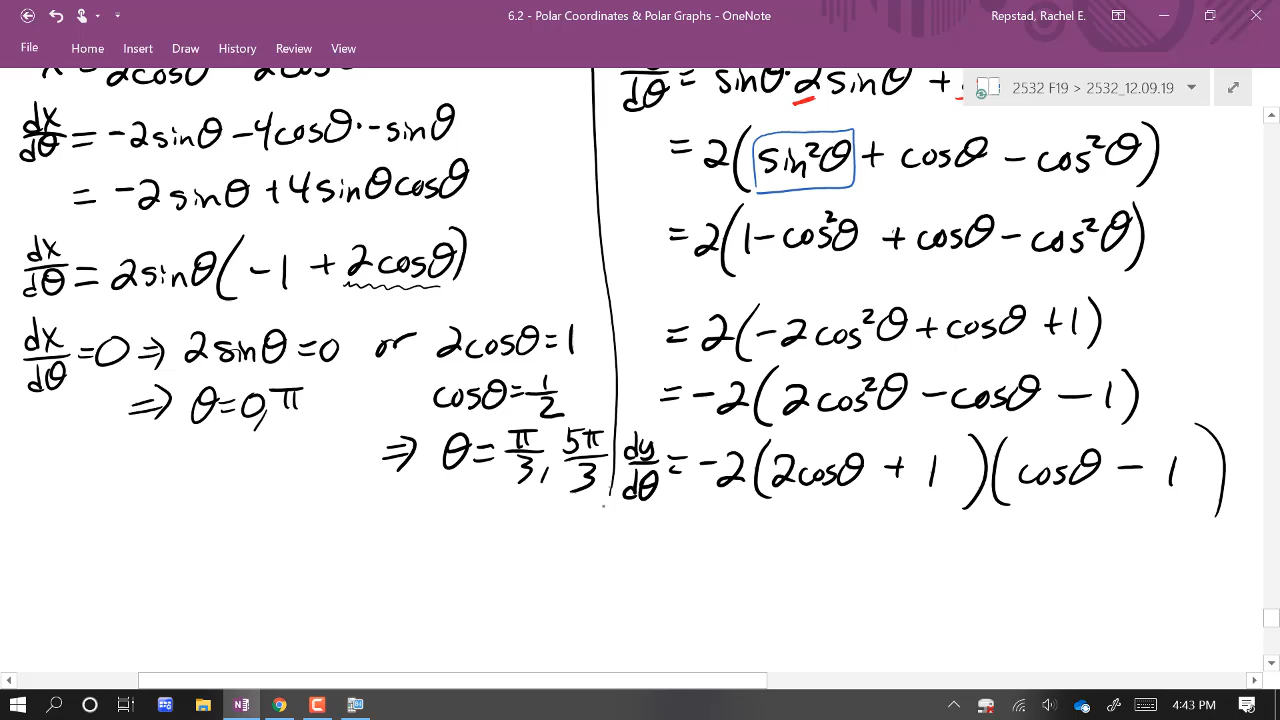 6.2 - Polar Coordinates & Polar Graphs - OneNote
Repstad, Rachel E.
File Home Insert Draw History Review View
2532 F19 > 2532_12.09.19
dx/dθ = -2sinθ - 4cosθ · -sinθ
= -2sinθ + 4sinθcosθ
dx/dθ = 2sinθ(-1 + 2cosθ)
dx/dθ = 0 ⇒ 2sinθ = 0 or 2cosθ = 1
⇒ θ = 0, π
cosθ = 1/2
⇒ θ = π/3, 5π/3
dθ = sinθ · 2sinθ +
= 2(sin²θ + cosθ - cos²θ)
= 2(1 - cos²θ + cosθ - cos²θ)
= 2(-2cos²θ + cosθ + 1)
= -2(2cos²θ - cosθ - 1)
dy/dθ = -2(2cosθ + 1)(cosθ - 1)
4:43 PM